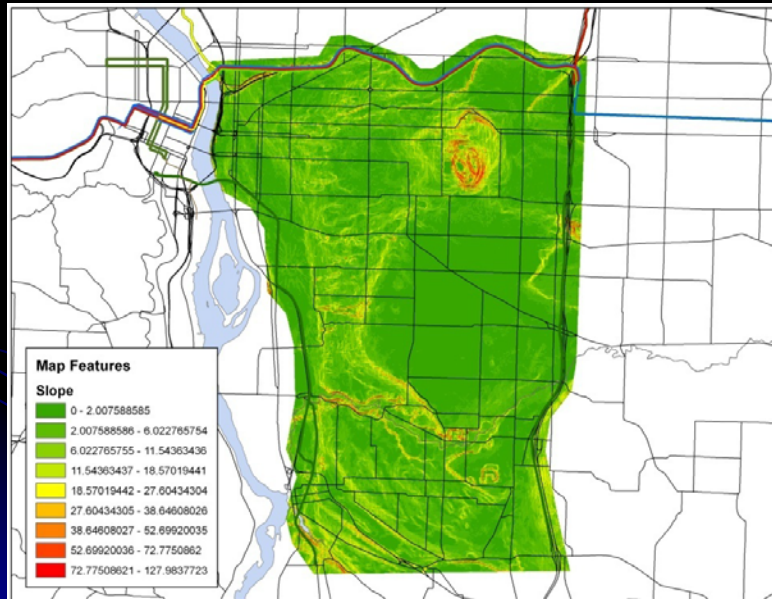 Map Features
Slope
0 - 2.007588585
2.007588586 - 6.022765754
6.022765755 - 11.54363436
11.54363437 - 18.57019441
18.57019442 - 27.60434304
27.60434305 - 38.64608026
38.64608027 - 52.69920035
52.69920036 - 72.7750862
72.77508621 - 127.9837723